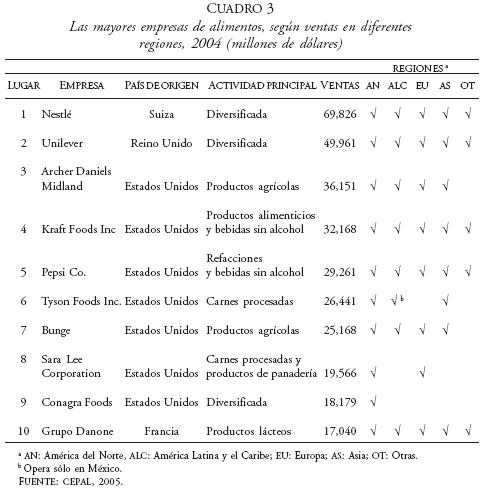 CUADRO 3
Las mayores empresas de alimentos, según ventas en diferentes
regiones, 2004 (millones de dólares)
REGIONES a
LUGAR EMPRESA PAÍS DE ORIGEN ACTIVIDAD PRINCIPAL VENTAS AN ALC EU AS OT
1 Nestlé Suiza Diversificada 69,826 √ √ √ √ √
2 Unilever Reino Unido Diversificada 49,961 √ √ √ √ √
3 Archer Daniels
Midland Estados Unidos Productos agrícolas 36,151 √ √ √ √
Productos alimenticios
4 Kraft Foods Inc Estados Unidos y bebidas sin alcohol 32,168 √ √ √ √ √
Refacciones
5 Pepsi Co. Estados Unidos y bebidas sin alcohol 29,261 √ √ √ √ √
6 Tyson Foods Inc. Estados Unidos Carnes procesadas 26,441 √ √ b √
7 Bunge Estados Unidos Productos agrícolas 25,168 √ √ √ √
8 Sara Lee Carnes procesadas y
Corporation Estados Unidos productos de panadería 19,566 √ √
9 Conagra Foods Estados Unidos Diversificada 18,179 √
10 Grupo Danone Francia Productos lácteos 17,040 √ √ √ √ √
a AN: América del Norte, ALC: América Latina y el Caribe; EU: Europa; AS: Asia; OT: Otras.
b Opera sólo en México.
FUENTE: CEPAL, 2005.